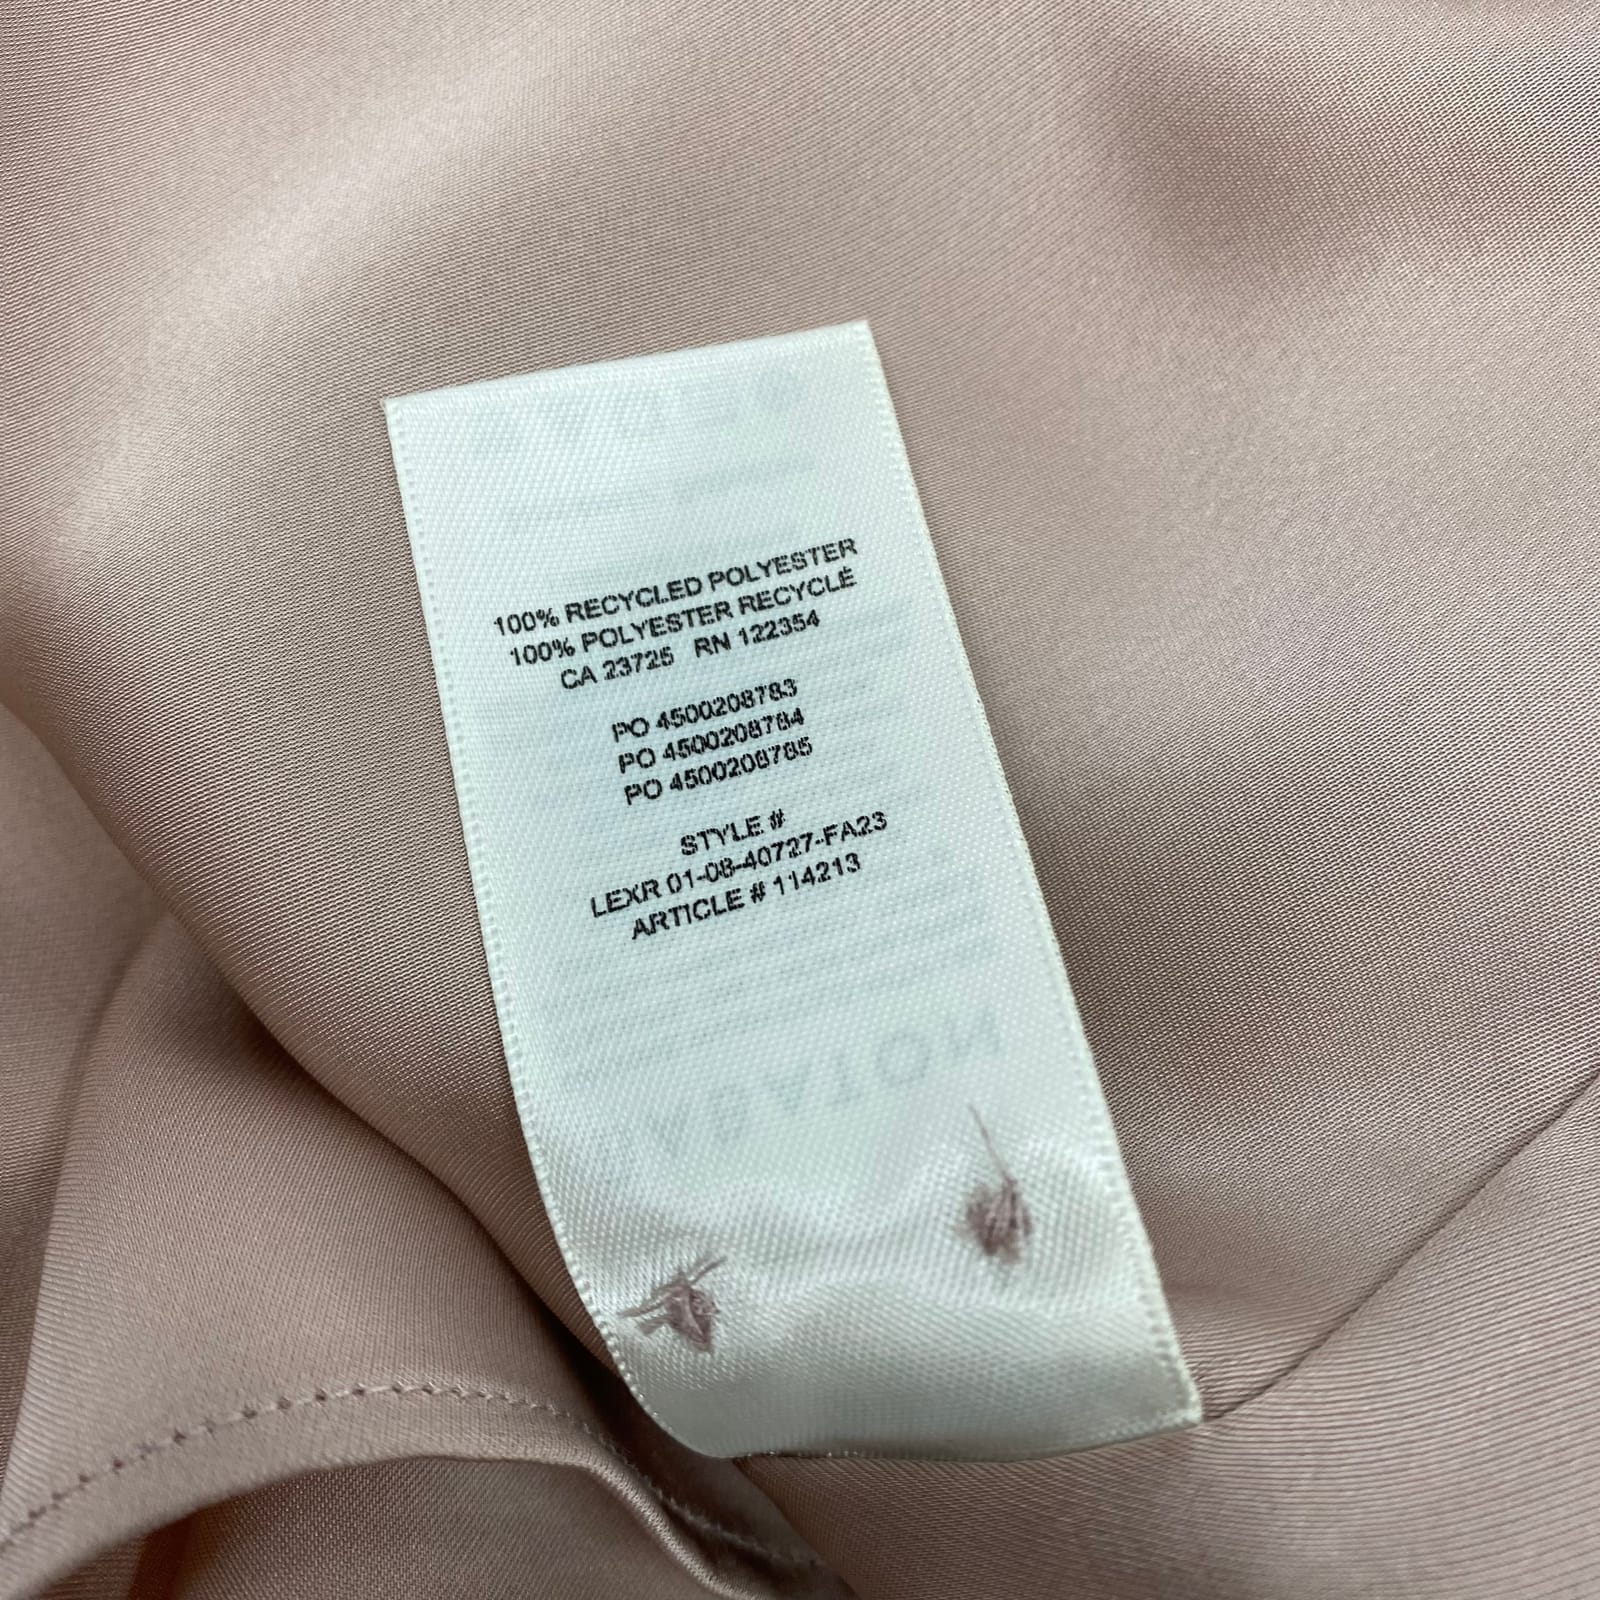 100% RECYCLED POLYESTER
100% POLYESTER RECYCLÉ
CA 23725 RN 122354
PO 4500208783
PO 4500208784
PO 4500208785
STYLE #
LEXR 01-08-40727-FA23
ARTICLE # 114213